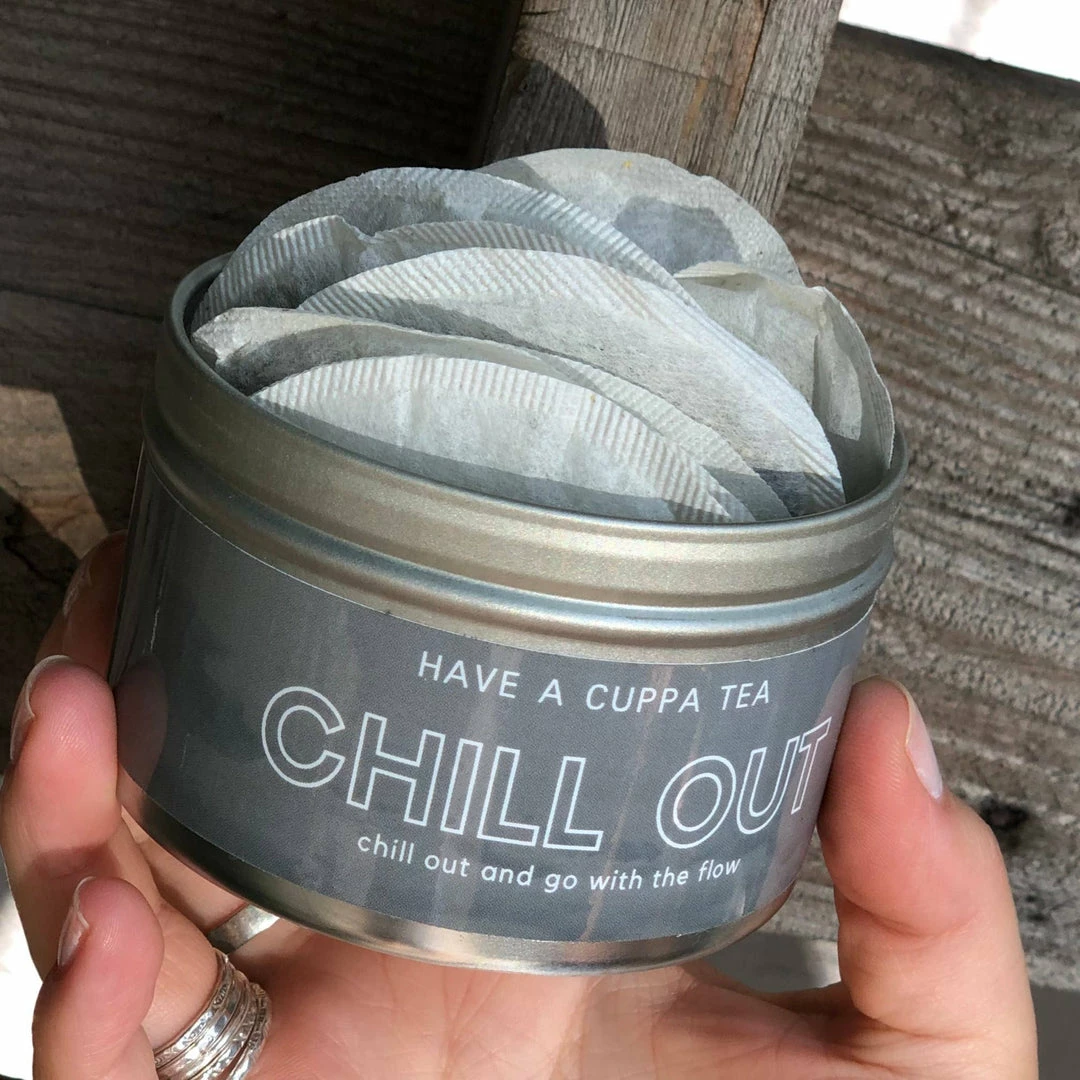 HAVE A CUPPA TEA
CHILL OUT
chill out and go with the flow